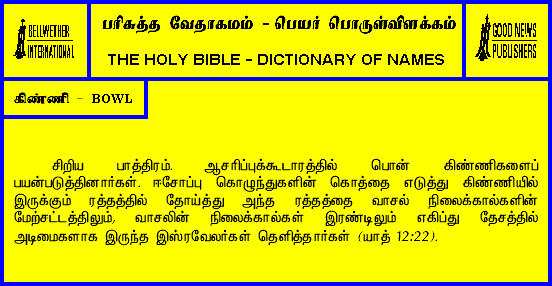 BELLWETHER
INTERNATIONAL
பரிசுத்த வேதாகமம் - பெயர் பொருள்விளக்கம்
THE HOLY BIBLE - DICTIONARY OF NAMES
GOOD NEWS
PUBLISHERS
கிண்ணி - BOWL
சிறிய பாத்திரம். ஆசரிப்புக்கூடாரத்தில் பொன் கிண்ணிகளைப்
பயன்படுத்தினார்கள். ஈசோப்பு கொழுந்துகளின் கொத்தை எடுத்து கிண்ணியில்
இருக்கும் ரத்தத்தில் தோய்த்து அந்த ரத்தத்தை வாசல் நிலைக்கால்களின்
மேற்சட்டத்திலும், வாசலின் நிலைக்கால்கள் இரண்டிலும் எகிப்து தேசத்தில்
அடிமைகளாக இருந்த இஸ்ரவேலர்கள் தெளித்தார்கள் (யாத் 12:22).